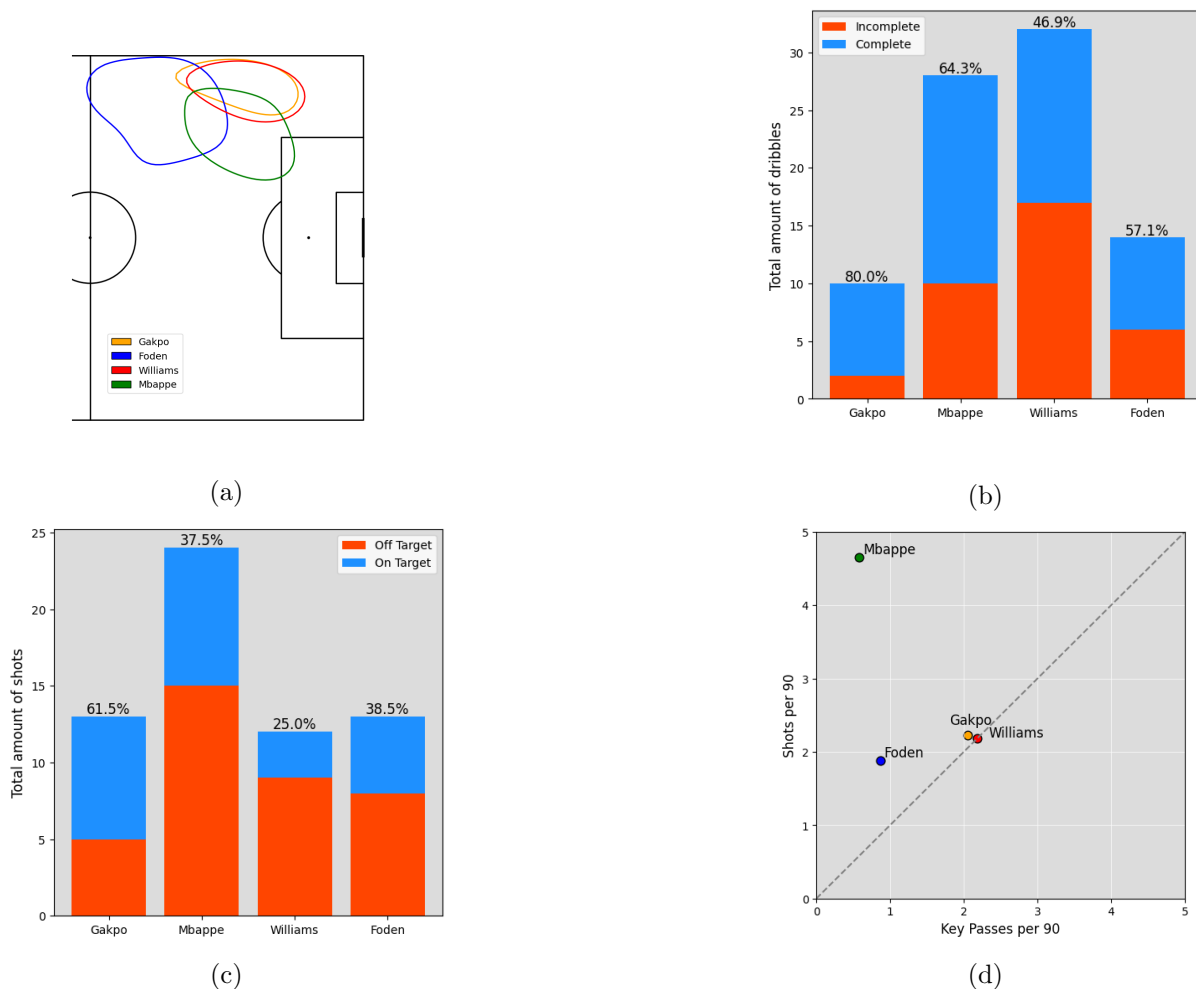 Gakpo
Foden
Williams
Mbappe
(a)
Incomplete
Complete
46.9%
64.3%
57.1%
80.0%
Total amount of dribbles
30
25
20
15
10
5
0
Gakpo Mbappe Williams Foden
(b)
Off Target
On Target
37.5%
61.5%
25.0%
38.5%
Total amount of shots
25
20
15
10
5
0
Gakpo Mbappe Williams Foden
(c)
Mbappe
Gakpo
Williams
Foden
Shots per 90
5
4
3
2
1
0
0 1 2 3 4 5
Key Passes per 90
(d)